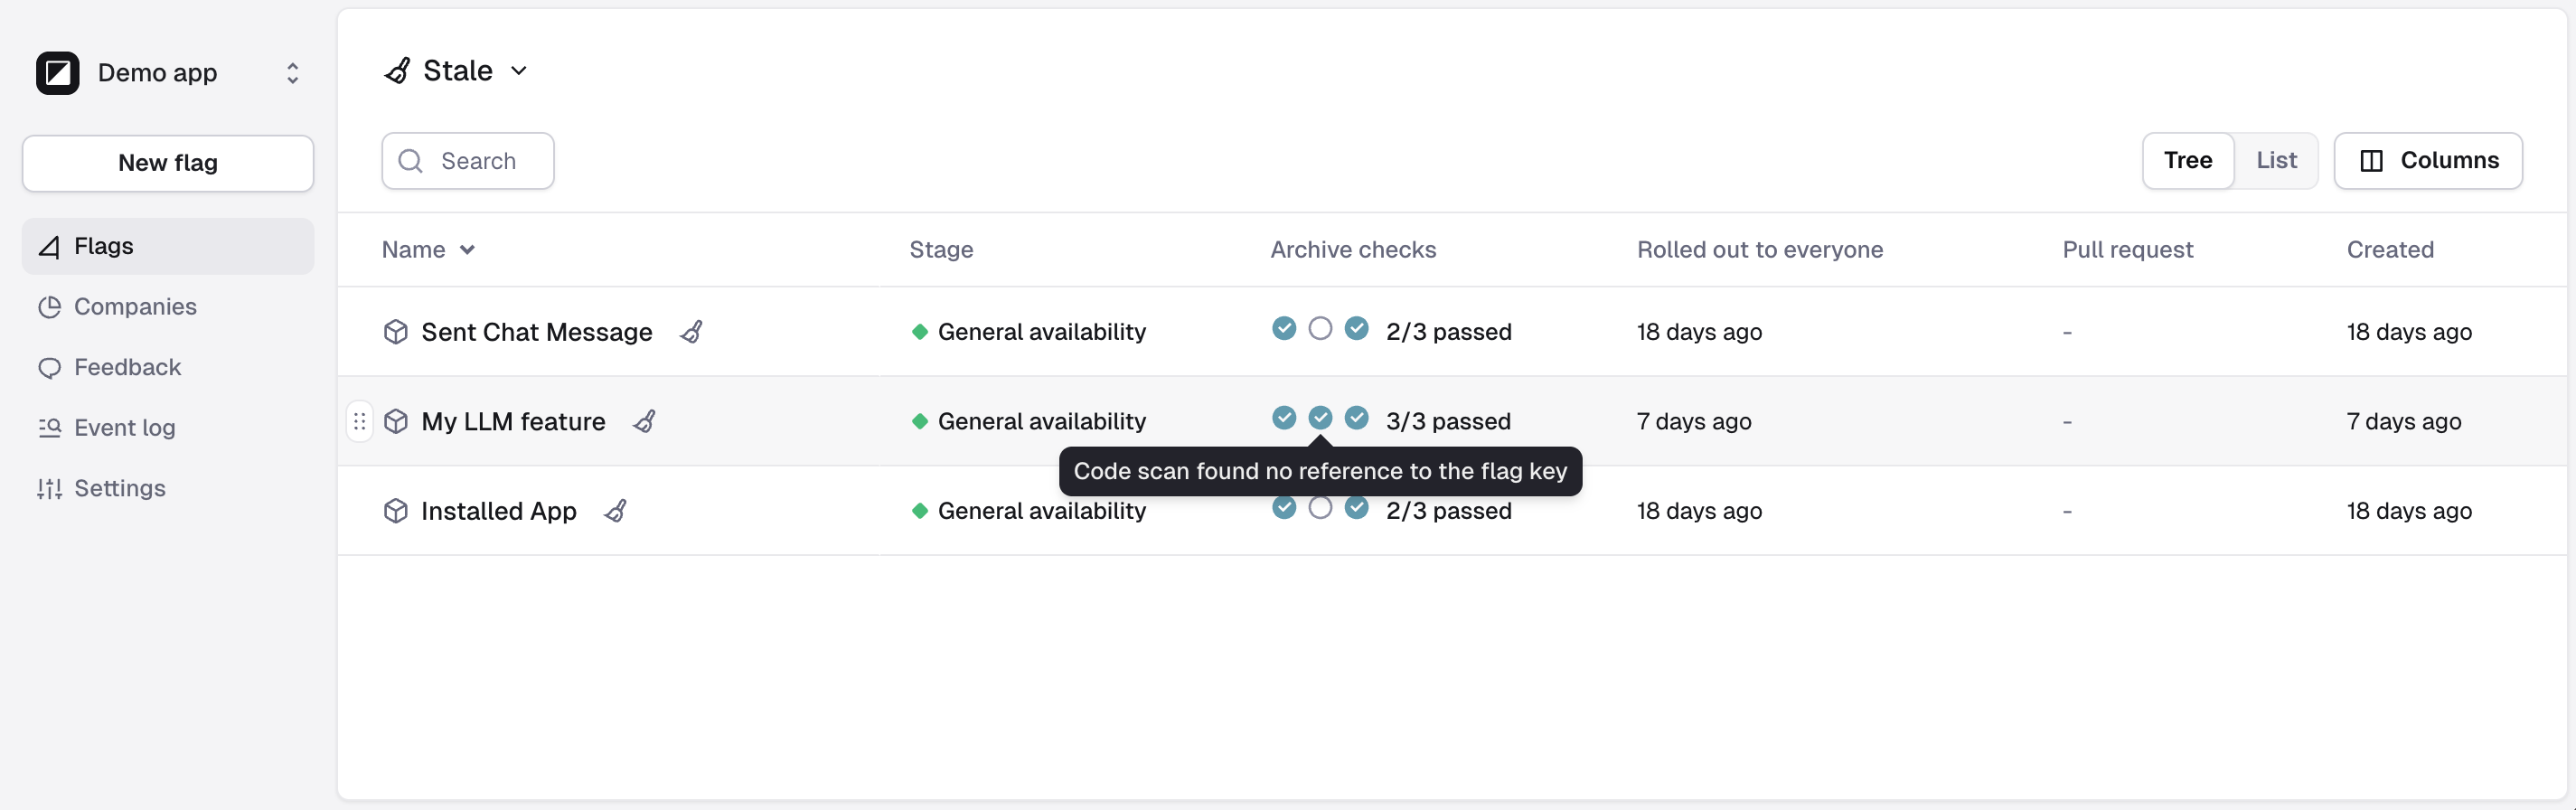 Demo app
New flag
Flags
Companies
Feedback
Event log
Settings
Stale
Search
Tree List Columns
Name Stage Archive checks Rolled out to everyone Pull request Created
Sent Chat Message General availability 2/3 passed 18 days ago - 18 days ago
My LLM feature General availability 3/3 passed 7 days ago - 7 days ago
Code scan found no reference to the flag key
Installed App General availability 2/3 passed 18 days ago - 18 days ago